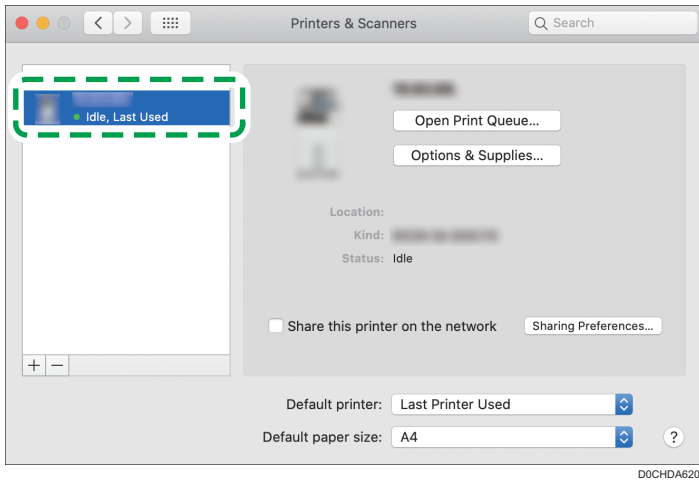 Printers & Scanners
Search
Idle, Last Used
Open Print Queue...
Options & Supplies...
Location:
Kind:
Status: Idle
Share this printer on the network
Sharing Preferences...
+ −
Default printer: Last Printer Used
Default paper size: A4
?
D0CHDA620